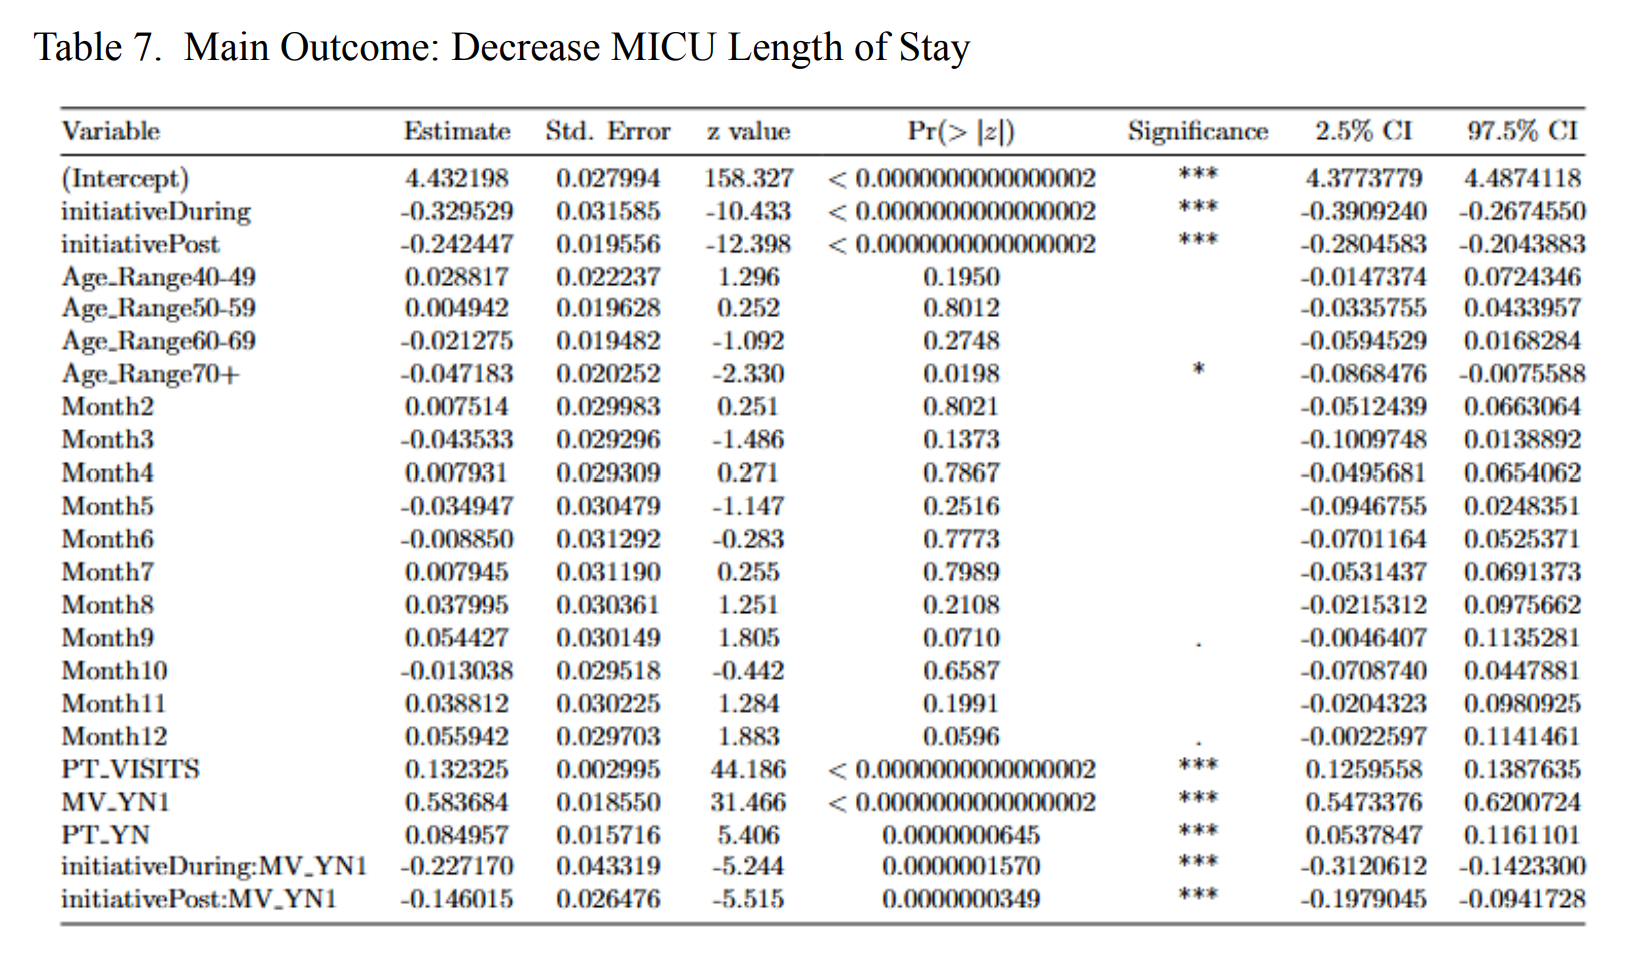 Table 7. Main Outcome: Decrease MICU Length of Stay
Variable Estimate Std. Error z value Pr(> |z|) Significance 2.5% CI 97.5% CI
(Intercept) 4.432198 0.027994 158.327 < 0.0000000000000002 *** 4.3773779 4.4874118
initiativeDuring -0.329529 0.031585 -10.433 < 0.0000000000000002 *** -0.3909240 -0.2674550
initiativePost -0.242447 0.019556 -12.398 < 0.0000000000000002 *** -0.2804583 -0.2043883
Age_Range40-49 0.028817 0.022237 1.296 0.1950 -0.0147374 0.0724346
Age_Range50-59 0.004942 0.019628 0.252 0.8012 -0.0335755 0.0433957
Age_Range60-69 -0.021275 0.019482 -1.092 0.2748 -0.0594529 0.0168284
Age_Range70+ -0.047183 0.020252 -2.330 0.0198 * -0.0868476 -0.0075588
Month2 0.007514 0.029983 0.251 0.8021 -0.0512439 0.0663064
Month3 -0.043533 0.029296 -1.486 0.1373 -0.1009748 0.0138892
Month4 0.007931 0.029309 0.271 0.7867 -0.0495681 0.0654062
Month5 -0.034947 0.030479 -1.147 0.2516 -0.0946755 0.0248351
Month6 -0.008850 0.031292 -0.283 0.7773 -0.0701164 0.0525371
Month7 0.007945 0.031190 0.255 0.7989 -0.0531437 0.0691373
Month8 0.037995 0.030361 1.251 0.2108 -0.0215312 0.0975662
Month9 0.054427 0.030149 1.805 0.0710 . -0.0046407 0.1135281
Month10 -0.013038 0.029518 -0.442 0.6587 -0.0708740 0.0447881
Month11 0.038812 0.030225 1.284 0.1991 -0.0204323 0.0980925
Month12 0.055942 0.029703 1.883 0.0596 . -0.0022597 0.1141461
PT_VISITS 0.132325 0.002995 44.186 < 0.0000000000000002 *** 0.1259558 0.1387635
MV_YN1 0.583684 0.018550 31.466 < 0.0000000000000002 *** 0.5473376 0.6200724
PT_YN 0.084957 0.015716 5.406 0.0000000645 *** 0.0537847 0.1161101
initiativeDuring:MV_YN1 -0.227170 0.043319 -5.244 0.0000001570 *** -0.3120612 -0.1423300
initiativePost:MV_YN1 -0.146015 0.026476 -5.515 0.0000000349 *** -0.1979045 -0.0941728